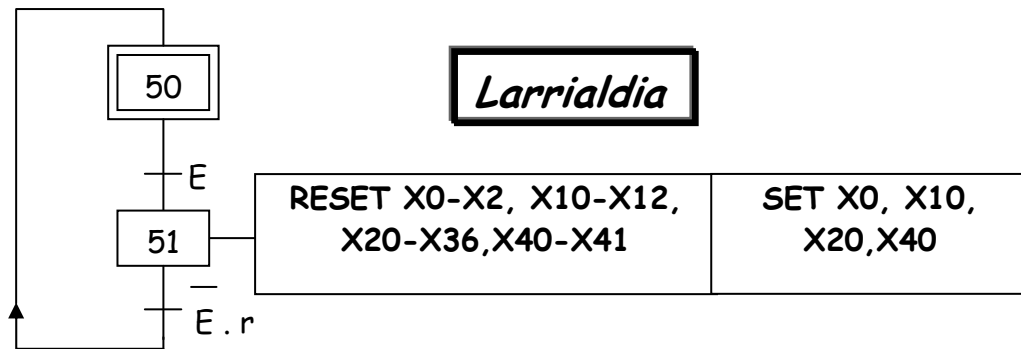 50
Larrialdia
E
RESET X0-X2, X10-X12,
X20-X36,X40-X41
SET X0, X10,
X20,X40
51
E̅ . r